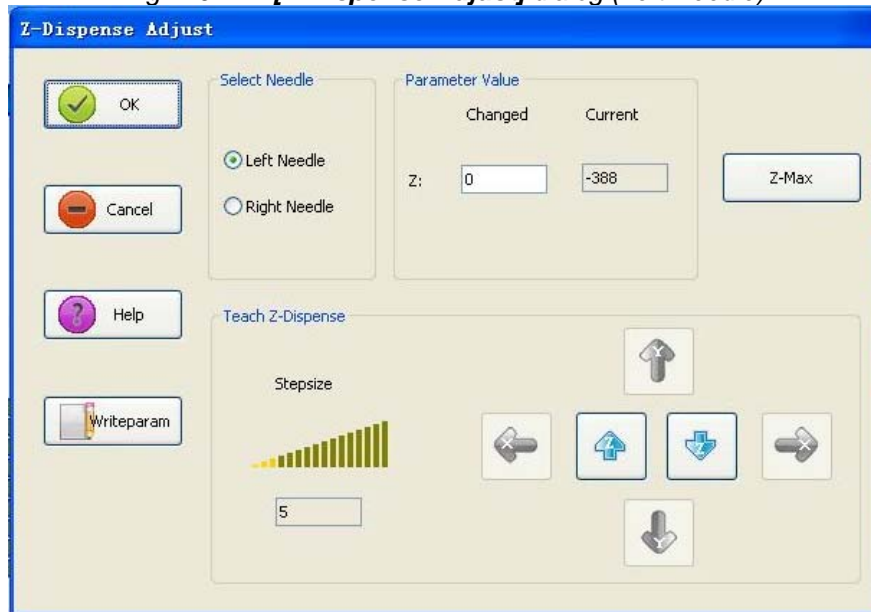 Z-Dispense Adjust
OK
Cancel
Help
Writeparam
Select Needle
Left Needle
Right Needle
Parameter Value
Changed Current
Z: 0 -388
Z-Max
Teach Z-Dispense
Stepsize
5
Y
X Z Z X
Y